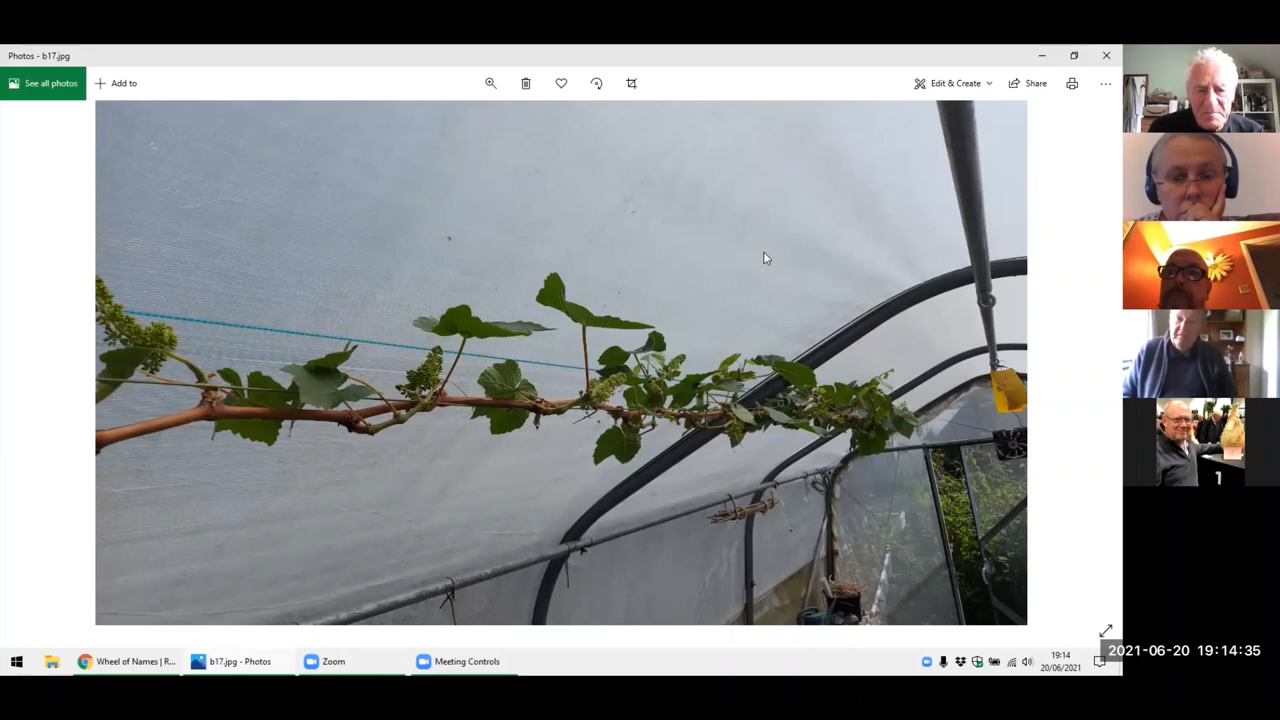 Photos - b17.jpg
See all photos
Add to
Edit & Create
Share
1
Wheel of Names | R...
b17.jpg - Photos
Zoom
Meeting Controls
19:14
20/06/2021
2021-06-20 19:14:35